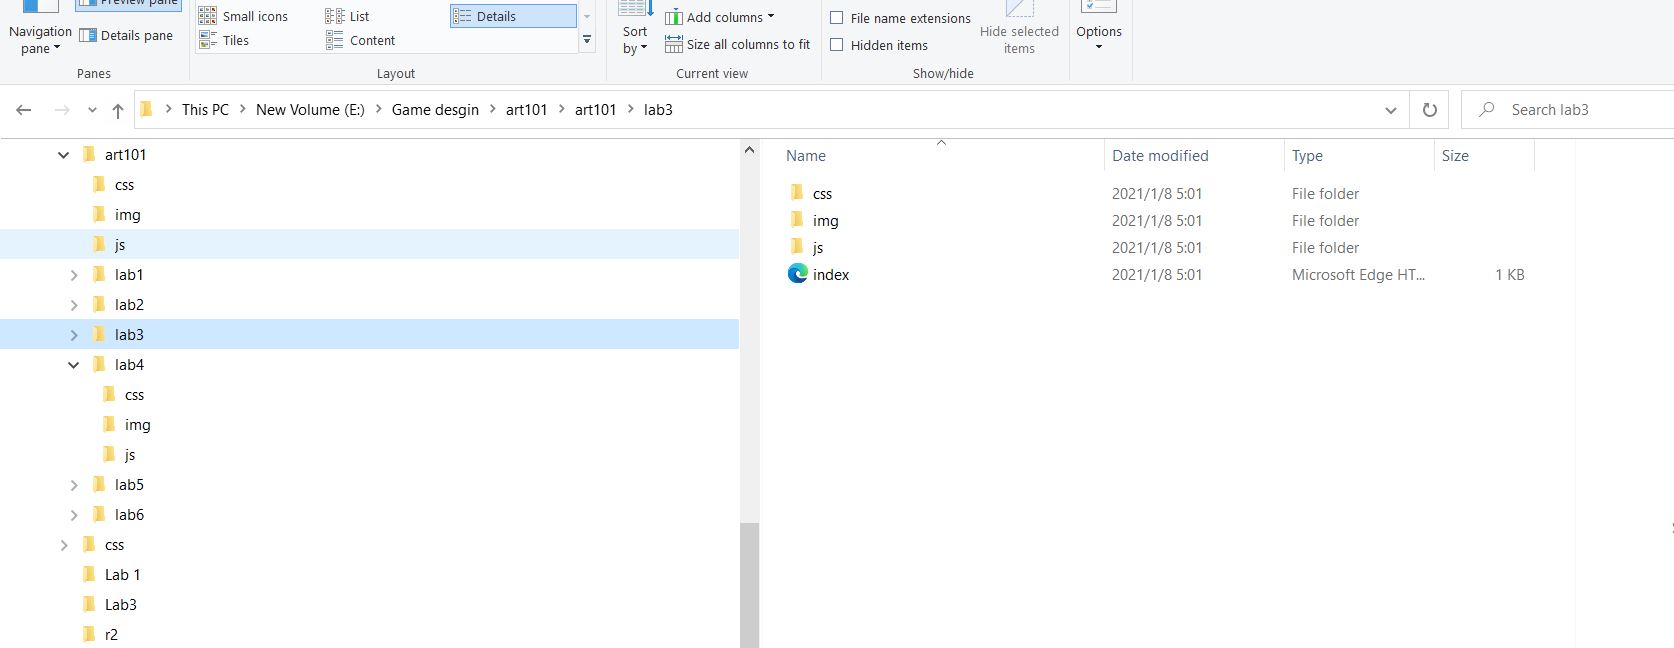 Preview pane
Navigation pane
Details pane
Panes
Small icons
List
Details
Tiles
Content
Layout
Sort by
Add columns
Size all columns to fit
Current view
File name extensions
Hidden items
Hide selected items
Show/hide
Options
This PC > New Volume (E:) > Game desgin > art101 > art101 > lab3
Search lab3
art101
css
img
js
lab1
lab2
lab3
lab4
css
img
js
lab5
lab6
css
Lab 1
Lab3
r2
Name Date modified Type Size
css 2021/1/8 5:01 File folder
img 2021/1/8 5:01 File folder
js 2021/1/8 5:01 File folder
index 2021/1/8 5:01 Microsoft Edge HT... 1 KB